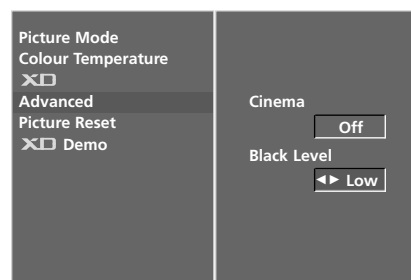 Picture Mode
Colour Temperature
XD
Advanced
Picture Reset
XD Demo
Cinema
Off
Black Level
◄► Low